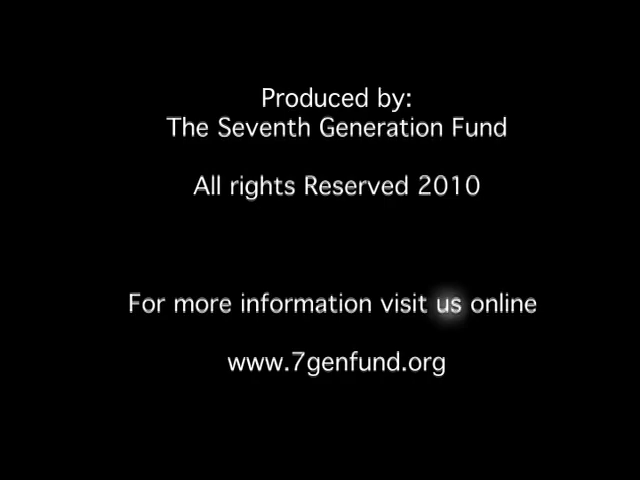 Produced by:
The Seventh Generation Fund
All rights Reserved 2010
For more information visit us online
www.7genfund.org